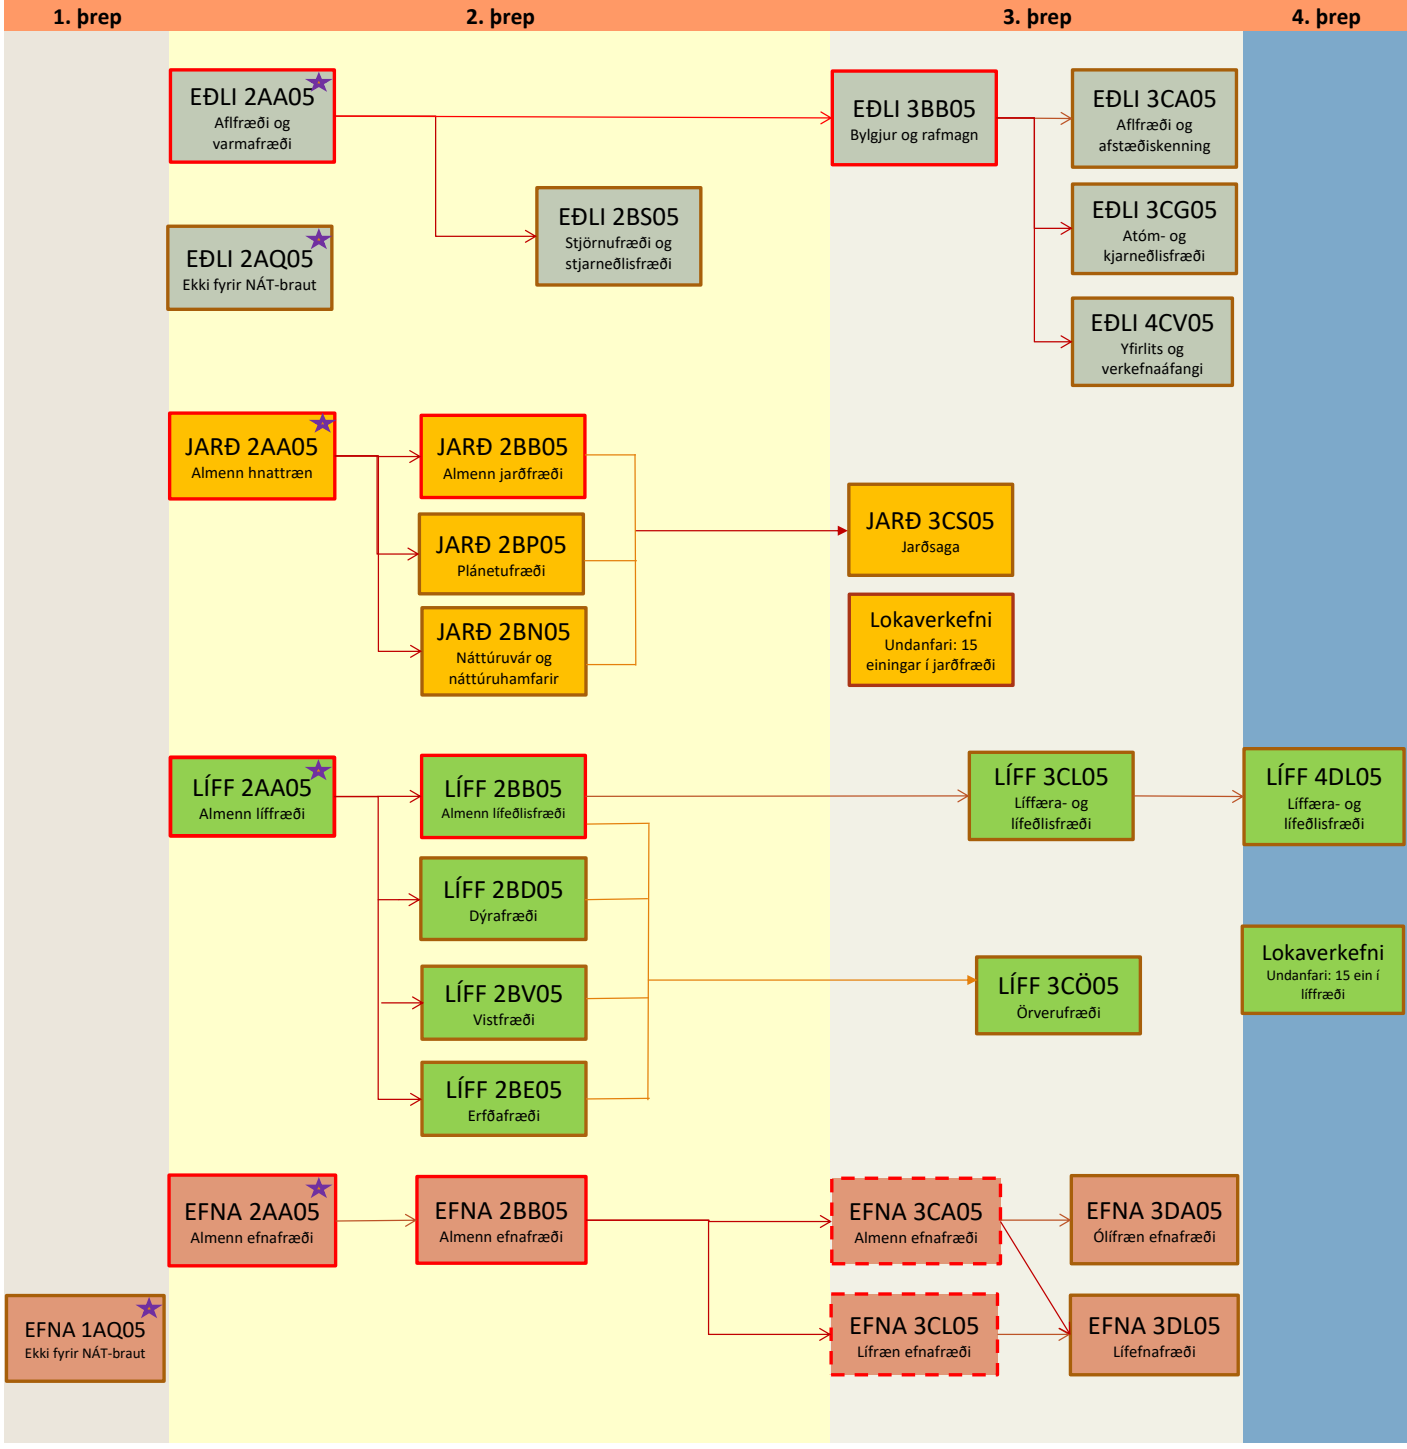 1. þrep
2. þrep
3. þrep
4. þrep
EÐLI 2AA05
Aflfræði og
varmafræði
EÐLI 3BB05
Bylgjur og rafmagn
EÐLI 3CA05
Aflfræði og
afstæðiskenning
EÐLI 2BS05
Stjörnufræði og
stjarneðlisfræði
EÐLI 3CG05
Atóm- og
kjarneðlisfræði
EÐLI 2AQ05
Ekki fyrir NÁT-braut
EÐLI 4CV05
Yfirlits og
verkefnaáfangi
JARÐ 2AA05
Almenn hnattræn
JARÐ 2BB05
Almenn jarðfræði
JARÐ 2BP05
Plánetufræði
JARÐ 2BN05
Náttúruvár og
náttúruhamfarir
JARÐ 3CS05
Jarðsaga
Lokaverkefni
Undanfari: 15
einingar í jarðfræði
LÍFF 2AA05
Almenn líffræði
LÍFF 2BB05
Almenn lífeðlisfræði
LÍFF 3CL05
Líffæra- og
lífeðlisfræði
LÍFF 4DL05
Líffæra- og
lífeðlisfræði
LÍFF 2BD05
Dýrafræði
LÍFF 2BV05
Vistfræði
LÍFF 2BE05
Erfðafræði
LÍFF 3CÖ05
Örverufræði
Lokaverkefni
Undanfari: 15 ein í
líffræði
EFNA 2AA05
Almenn efnafræði
EFNA 2BB05
Almenn efnafræði
EFNA 3CA05
Almenn efnafræði
EFNA 3DA05
Ólífræn efnafræði
EFNA 1AQ05
Ekki fyrir NÁT-braut
EFNA 3CL05
Lífræn efnafræði
EFNA 3DL05
Lífefnafræði